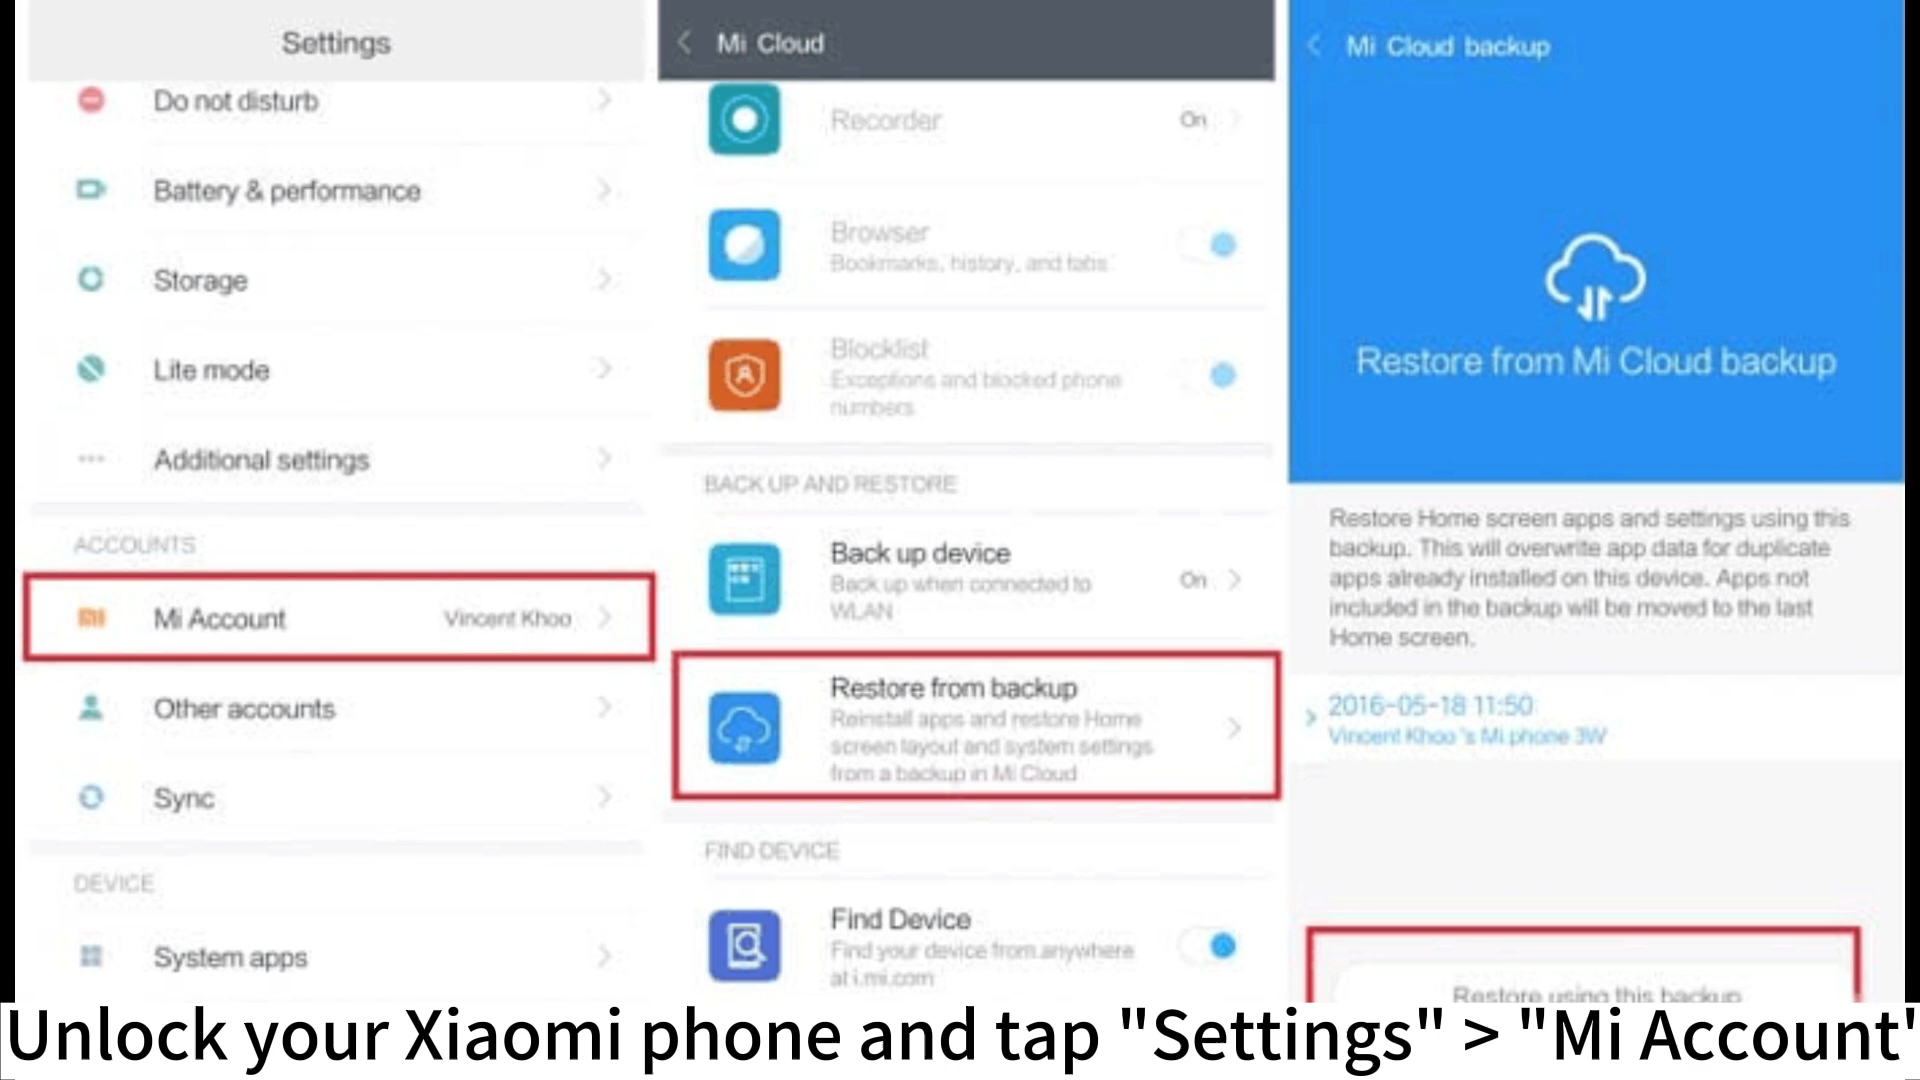 Settings
Do not disturb
Battery & performance
Storage
Lite mode
Additional settings
ACCOUNTS
Mi Account Vincent Khoo
Other accounts
Sync
DEVICE
System apps
Mi Cloud
Recorder On
Browser
Bookmarks, history, and tabs
Blocklist
Exceptions and blocked phone
numbers
BACK UP AND RESTORE
Back up device
Back up when connected to
WLAN
On
Restore from backup
Reinstall apps and restore Home
screen layout and system settings
from a backup in Mi Cloud
FIND DEVICE
Find Device
Find your device from anywhere
at i.mi.com
Mi Cloud backup
Restore from Mi Cloud backup
Restore Home screen apps and settings using this
backup. This will overwrite app data for duplicate
apps already installed on this device. Apps not
included in the backup will be moved to the last
Home screen.
2016-05-18 11:50
Vincent Khoo 's Mi phone 3W
Restore using this backup
Unlock your Xiaomi phone and tap "Settings" > "Mi Account"